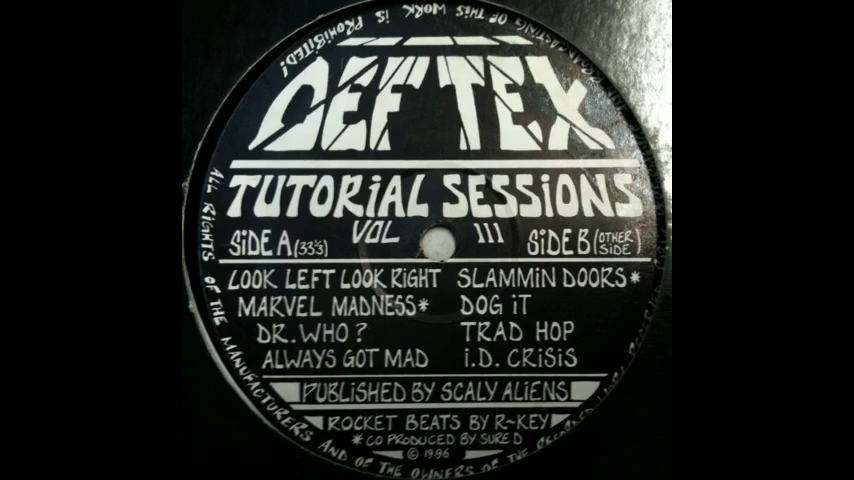 DEF TEX
TUTORiAL SESSiONS
VOL III
SiDE A (33⅓) SiDE B (OTHER SiDE)
LOOK LEFT LOOK RiGHT SLAMMiN DOORS*
MARVEL MADNESS* DOG iT
DR. WHO? TRAD HOP
ALWAYS GOT MAD i.D. CRiSiS
PUBLiSHED BY SCALY ALiENS
ROCKET BEATS BY R~KEY
* CO PRODUCED BY SURE D
© 1996
ALL RiGHTS OF THE MANUFACTURERS AND OF THE OWNERS OF THE RECORDED
OF THiS WORK iS PROHiBiTED!